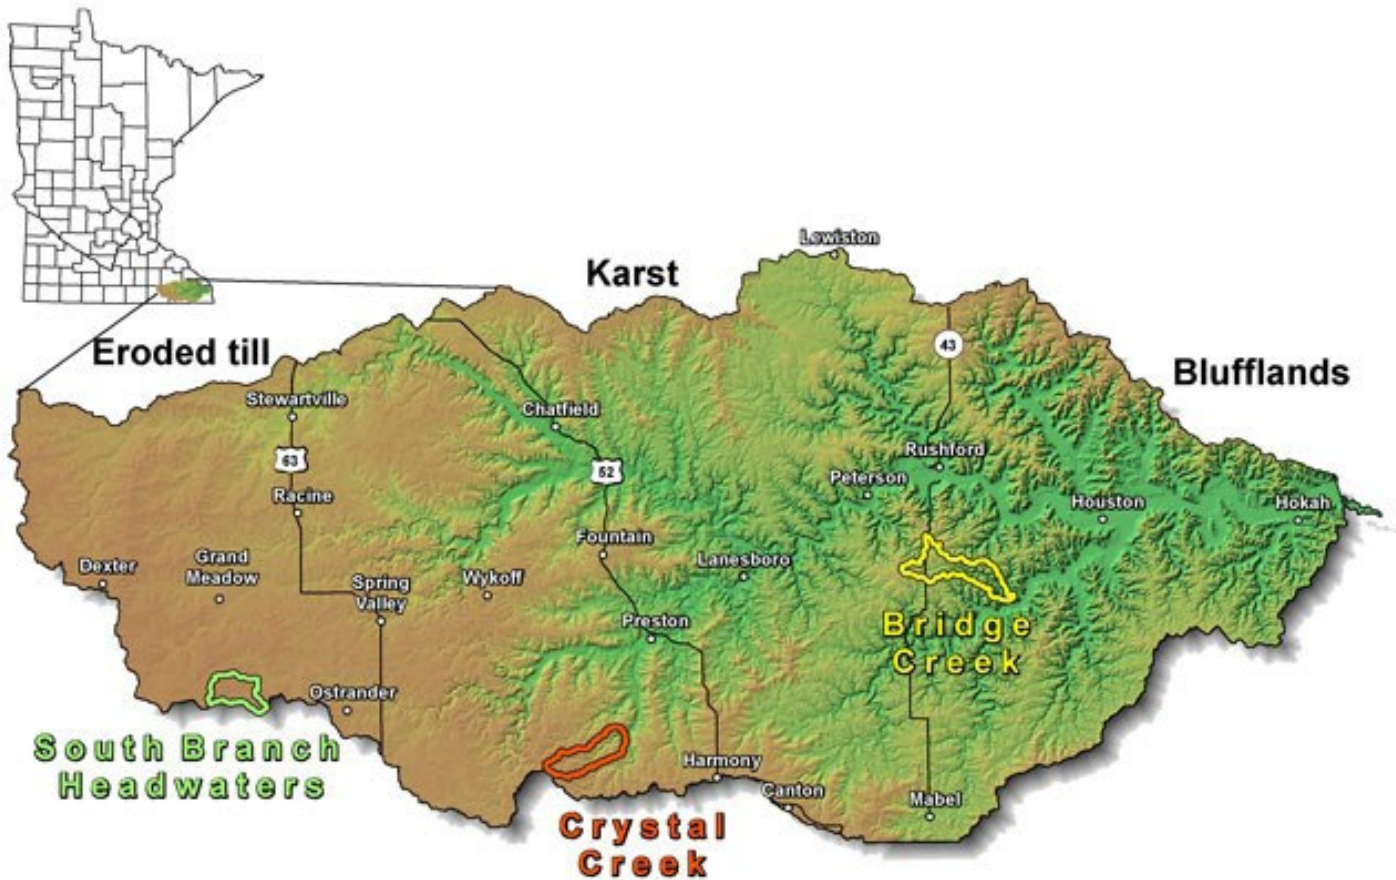 Lewiston
Karst
Eroded till
43
Blufflands
Stewartville
Chatfield
63
52
Rushford
Peterson
Racine
Houston
Hokah
Fountain
Lanesboro
Dexter
Grand
Meadow
Spring
Valley
Wykoff
Preston
Bridge
Creek
Ostrander
South Branch
Headwaters
Harmony
Canton
Mabel
Crystal
Creek